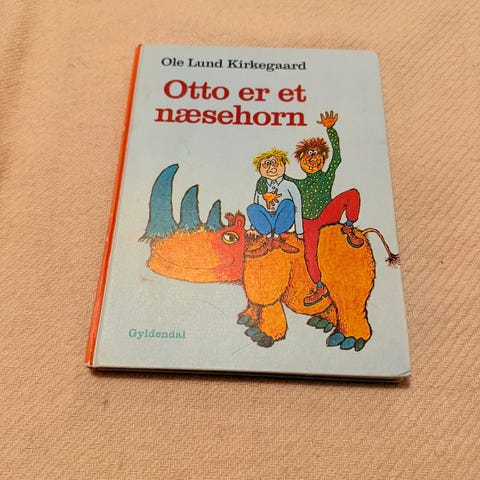 Ole Lund Kirkegaard
Otto er et
næsehorn
Gyldendal